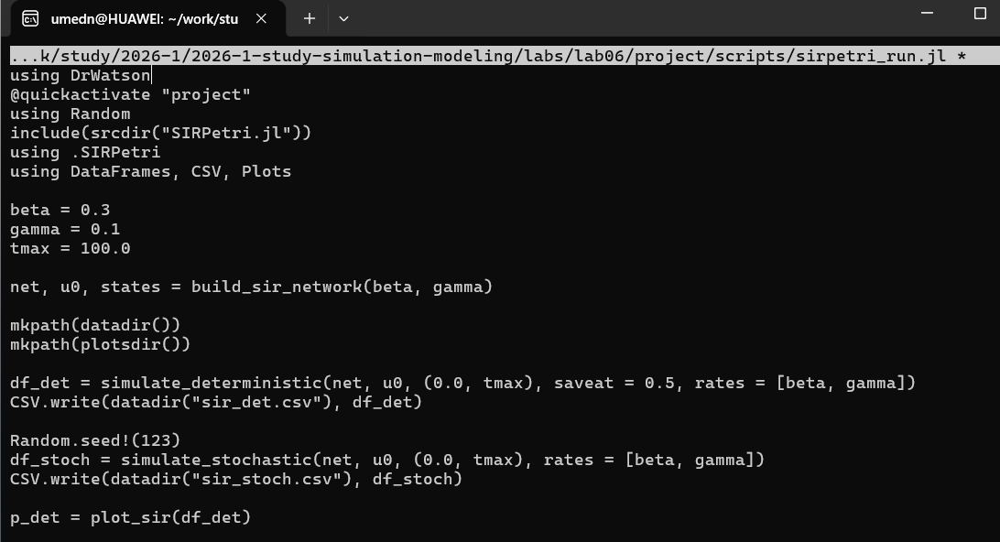 umedn@HUAWEI: ~/work/stu
...k/study/2026-1/2026-1-study-simulation-modeling/labs/lab06/project/scripts/sirpetri_run.jl *
using DrWatson
@quickactivate "project"
using Random
include(srcdir("SIRPetri.jl"))
using .SIRPetri
using DataFrames, CSV, Plots

beta = 0.3
gamma = 0.1
tmax = 100.0

net, u0, states = build_sir_network(beta, gamma)

mkpath(datadir())
mkpath(plotsdir())

df_det = simulate_deterministic(net, u0, (0.0, tmax), saveat = 0.5, rates = [beta, gamma])
CSV.write(datadir("sir_det.csv"), df_det)

Random.seed!(123)
df_stoch = simulate_stochastic(net, u0, (0.0, tmax), rates = [beta, gamma])
CSV.write(datadir("sir_stoch.csv"), df_stoch)

p_det = plot_sir(df_det)